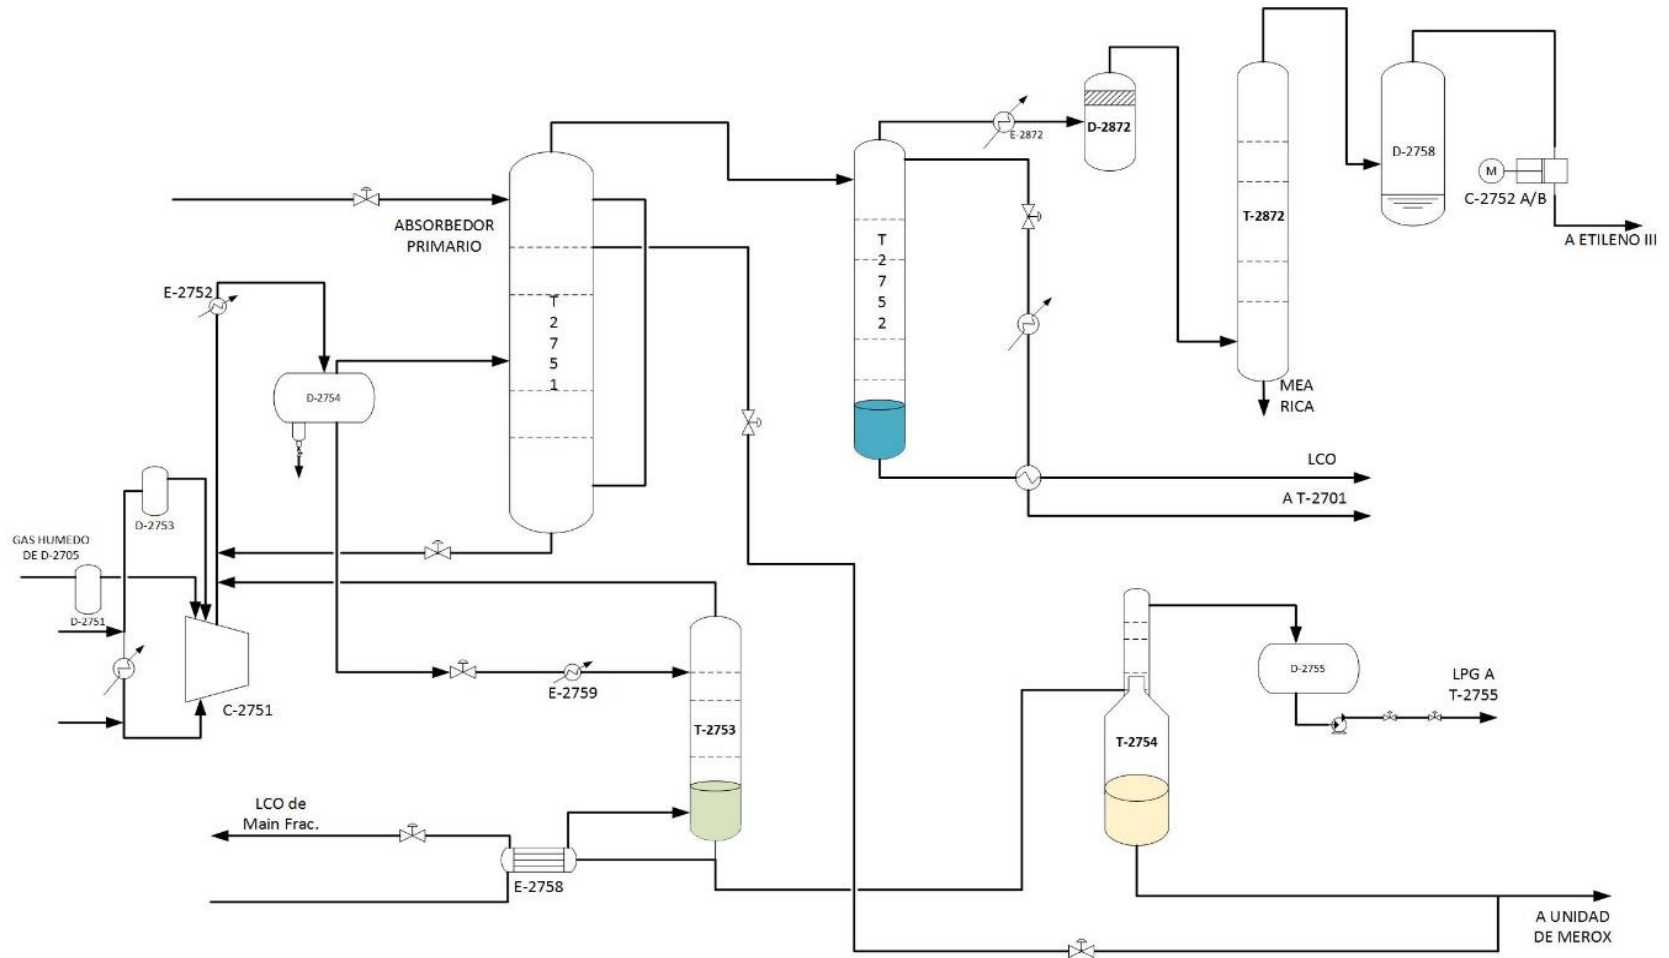 D-2872
E-2872
D-2758
M
C-2752 A/B
A ETILENO III
T-2872
MEA
RICA
ABSORBEDOR
PRIMARIO
T
2
7
5
2
E-2752
T
2
7
5
1
D-2754
LCO
A T-2701
D-2753
GAS HUMEDO
DE D-2705
D-2751
C-2751
E-2759
T-2753
D-2755
LPG A
T-2755
T-2754
LCO de
Main Frac.
E-2758
A UNIDAD
DE MEROX